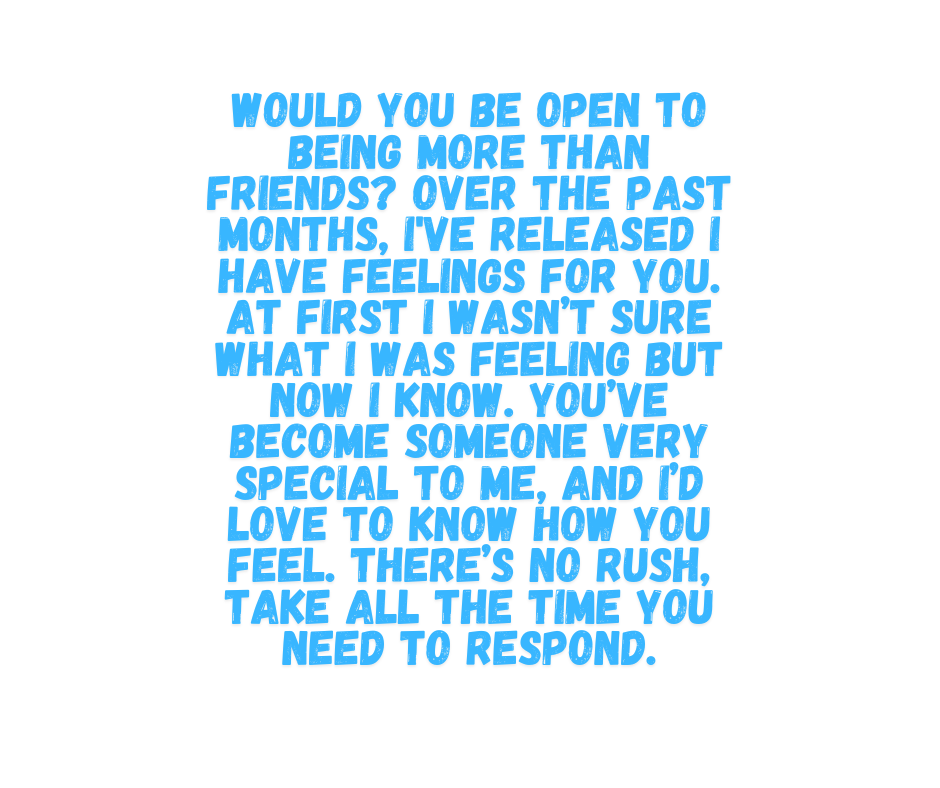 WOULD YOU BE OPEN TO
BEING MORE THAN
FRIENDS? OVER THE PAST
MONTHS, I'VE RELEASED I
HAVE FEELINGS FOR YOU.
AT FIRST I WASN’T SURE
WHAT I WAS FEELING BUT
NOW I KNOW. YOU’VE
BECOME SOMEONE VERY
SPECIAL TO ME, AND I’D
LOVE TO KNOW HOW YOU
FEEL. THERE’S NO RUSH,
TAKE ALL THE TIME YOU
NEED TO RESPOND.